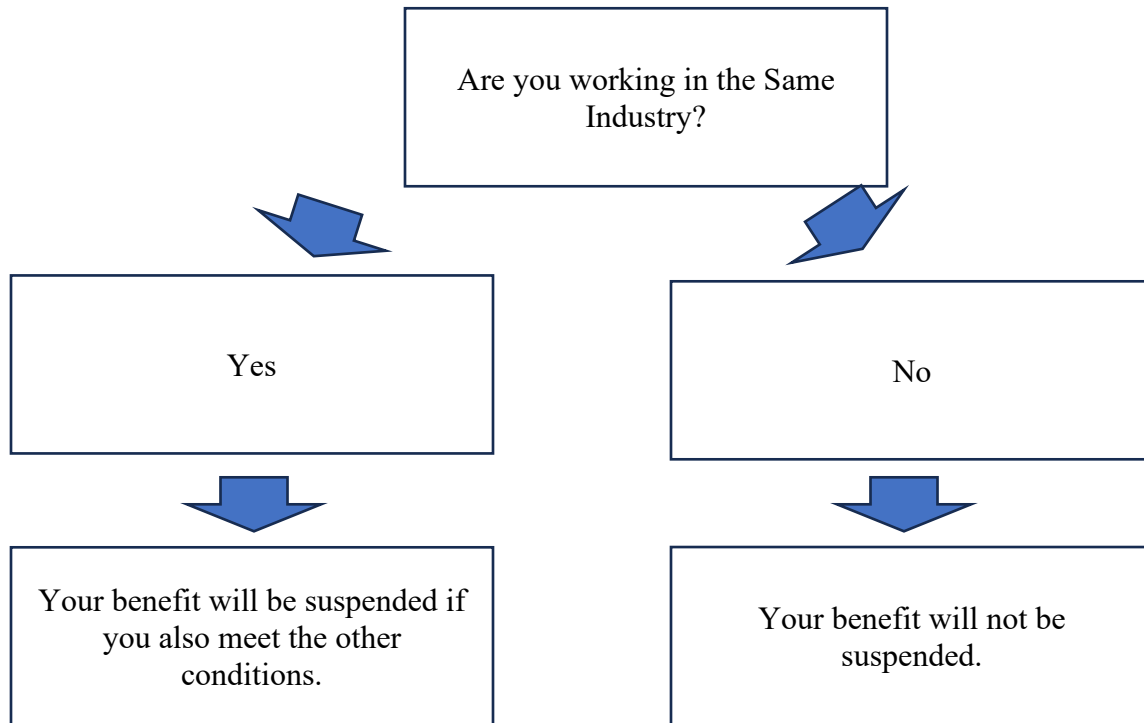 Are you working in the Same
Industry?
Yes
No
Your benefit will be suspended if
you also meet the other
conditions.
Your benefit will not be
suspended.